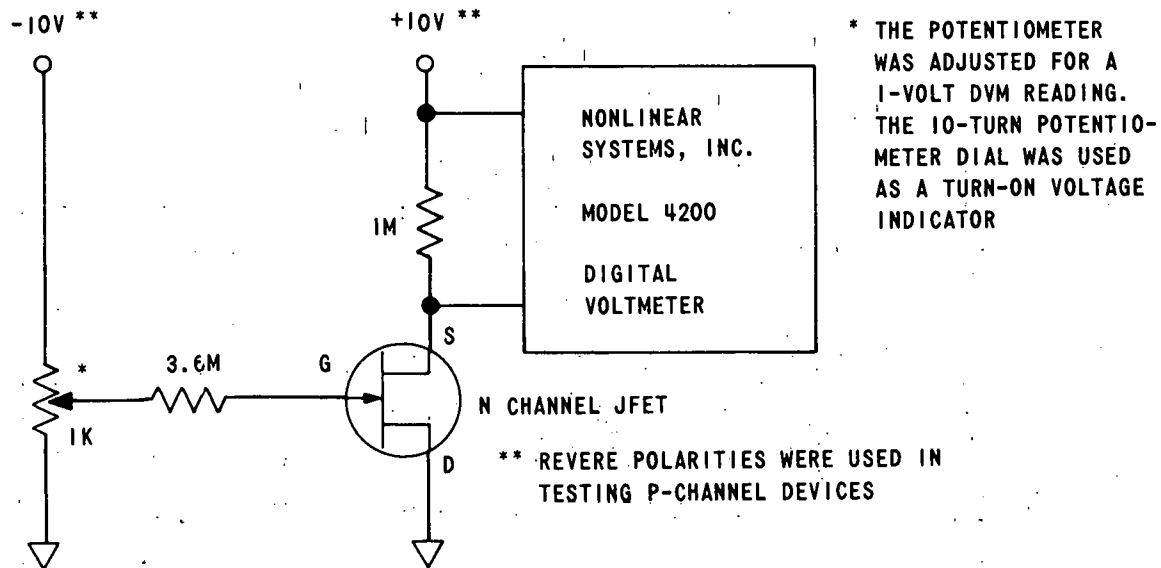 -10V **
+10V **
* THE POTENTIOMETER
WAS ADJUSTED FOR A
1-VOLT DVM READING.
THE 10-TURN POTENTIO-
METER DIAL WAS USED
AS A TURN-ON VOLTAGE
INDICATOR
NONLINEAR
SYSTEMS, INC.
MODEL 4200
DIGITAL
VOLTMETER
1M
S
*
3.6M
G
1K
N CHANNEL JFET
D
** REVERE POLARITIES WERE USED IN
TESTING P-CHANNEL DEVICES